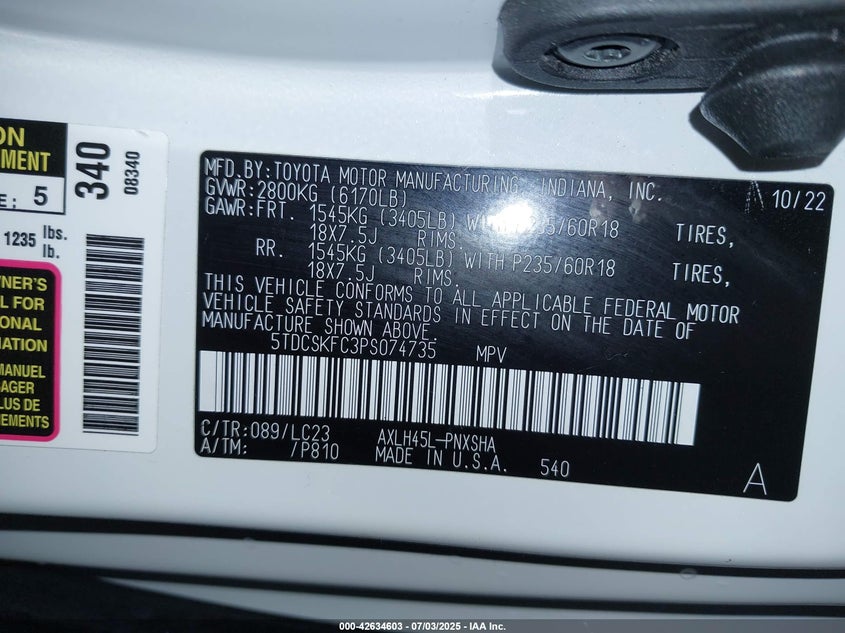 ON
EMENT
E; 5
1235 lbs.
lb.
340
08340
WNER'S
L FOR
ONAL
MATION
MANUEL
AGER
LUS DE
NEMENTS
MFD. BY: TOYOTA MOTOR MANUFACTURING, INDIANA, INC. 10/22
GVWR: 2800KG (6170LB)
GAWR: FRT. 1545KG (3405LB) WITH P235/60R18 TIRES,
18X7.5J RIMS.
RR. 1545KG (3405LB) WITH P235/60R18 TIRES,
18X7.5J RIMS.
THIS VEHICLE CONFORMS TO ALL APPLICABLE FEDERAL MOTOR
VEHICLE SAFETY STANDARDS IN EFFECT ON THE DATE OF
MANUFACTURE SHOWN ABOVE.
5TDCSKFC3PS074735 MPV
C/TR: 089/LC23 AXLH45L-PNXSHA
A/TM: /P810 MADE IN U.S.A. 540
A
000-42634603 - 07/03/2025 - IAA Inc.